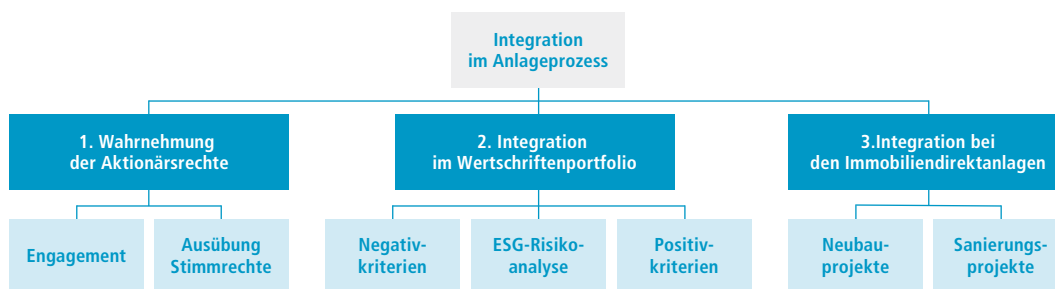 Integration
im Anlageprozess
1. Wahrnehmung
der Aktionärsrechte
2. Integration
im Wertschriftenportfolio
3.Integration bei
den Immobiliendirektanlagen
Engagement
Ausübung
Stimmrechte
Negativ-
kriterien
ESG-Risiko-
analyse
Positiv-
kriterien
Neubau-
projekte
Sanierungs-
projekte